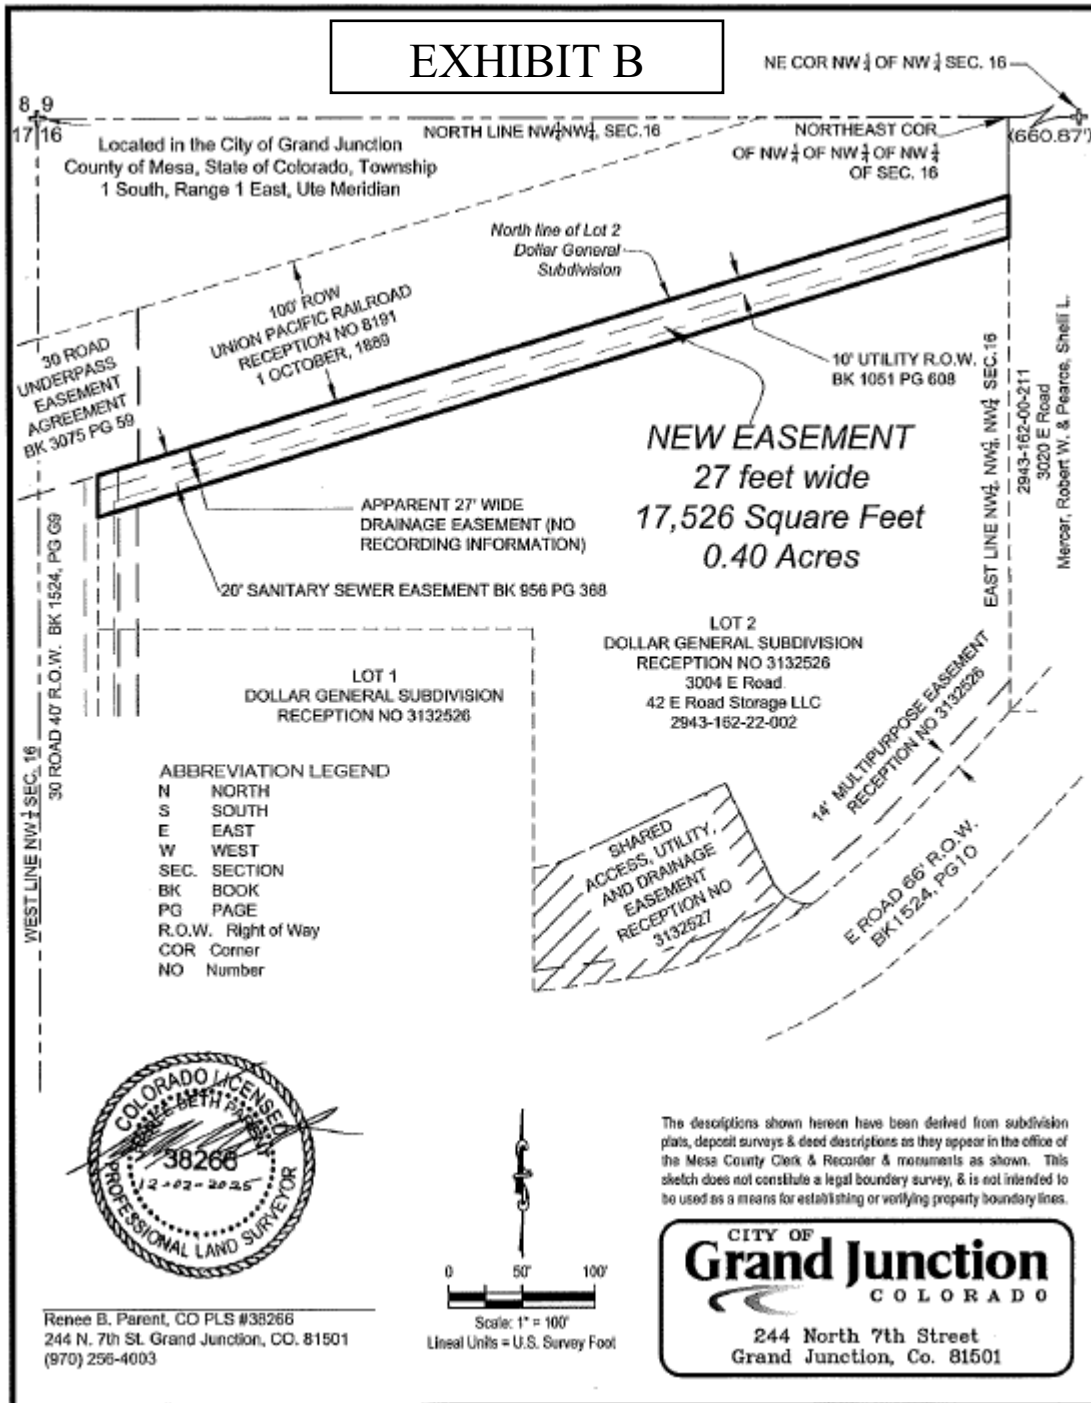 EXHIBIT B
NE COR NW ¼ OF NW ¼ SEC. 16
8 9
17 16
NORTH LINE NW¼NW¼, SEC.16
(660.87')
Located in the City of Grand Junction
County of Mesa, State of Colorado, Township
1 South, Range 1 East, Ute Meridian
NORTHEAST COR
OF NW ¼ OF NW ¼ OF NW ¼
OF SEC. 16
North line of Lot 2
Dollar General
Subdivision
100' ROW
UNION PACIFIC RAILROAD
RECEPTION NO 8191
1 OCTOBER, 1889
30 ROAD
UNDERPASS
EASEMENT
AGREEMENT
BK 3075 PG 59
10' UTILITY R.O.W.
BK 1051 PG 608
NEW EASEMENT
27 feet wide
17,526 Square Feet
0.40 Acres
APPARENT 27' WIDE
DRAINAGE EASEMENT (NO
RECORDING INFORMATION)
20' SANITARY SEWER EASEMENT BK 956 PG 368
EAST LINE NW¼, NW¼, NW¼ SEC.16
2943-162-00-211
3020 E Road
Mercer, Robert W. & Pearce, Shelli L.
WEST LINE NW ¼ SEC. 16
30 ROAD 40' R.O.W. BK 1524, PG G9
LOT 1
DOLLAR GENERAL SUBDIVISION
RECEPTION NO 3132526
LOT 2
DOLLAR GENERAL SUBDIVISION
RECEPTION NO 3132526
3004 E Road
42 E Road Storage LLC
2943-162-22-002
14' MULTIPURPOSE EASEMENT
RECEPTION NO 3132526
SHARED
ACCESS, UTILITY,
AND DRAINAGE
EASEMENT
RECEPTION NO
3132527
E ROAD 66' R.O.W.
BK1524, PG10
ABBREVIATION LEGEND
N NORTH
S SOUTH
E EAST
W WEST
SEC. SECTION
BK BOOK
PG PAGE
R.O.W. Right of Way
COR Corner
NO Number
COLORADO LICENSED
BETH PARENT
38266
12-02-2025
PROFESSIONAL LAND SURVEYOR
Renee B. Parent, CO PLS #38266
244 N. 7th St. Grand Junction, CO. 81501
(970) 256-4003
0 50' 100'
Scale: 1" = 100'
Lineal Units = U.S. Survey Foot
The descriptions shown hereon have been derived from subdivision
plats, deposit surveys & deed descriptions as they appear in the office of
the Mesa County Clerk & Recorder & monuments as shown. This
sketch does not constitute a legal boundary survey, & is not intended to
be used as a means for establishing or verifying property boundary lines.
CITY OF
Grand Junction
COLORADO
244 North 7th Street
Grand Junction, Co. 81501